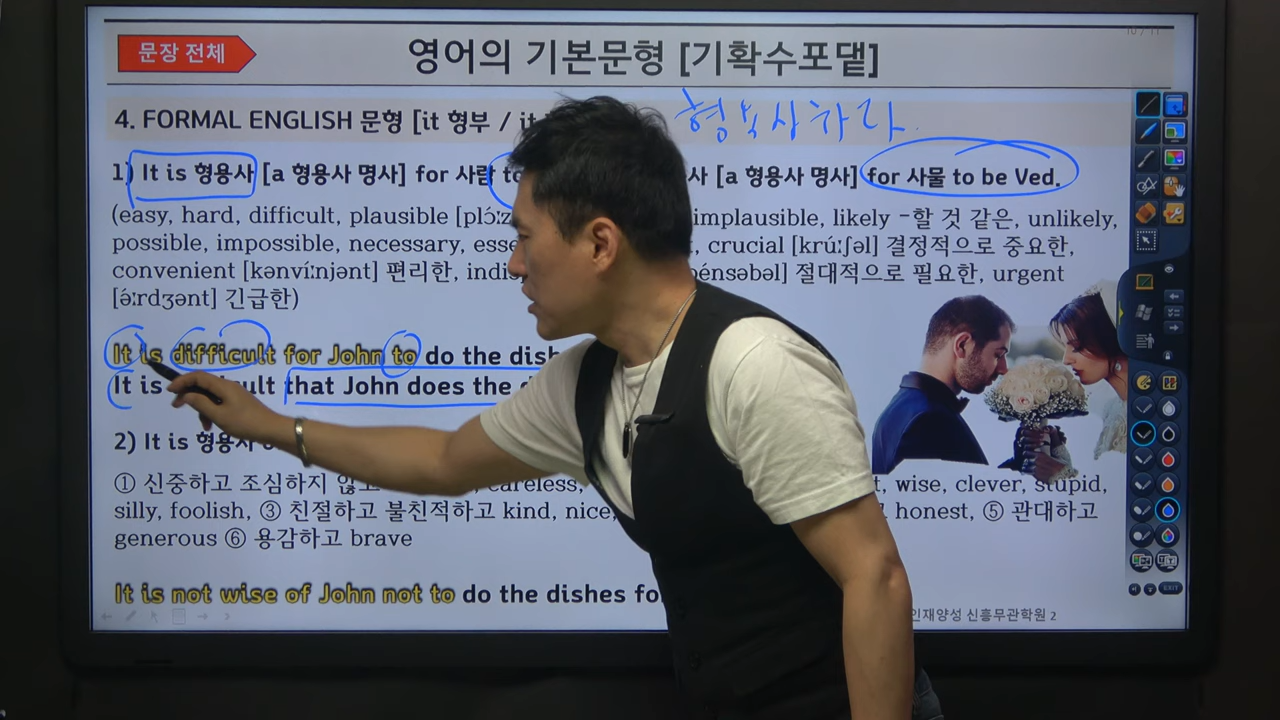 문장 전체
영어의 기본문형 [기확수포댙]
4. FORMAL ENGLISH 문형 [it 형부 / it
형부사하라
1) It is 형용사 [a 형용사 명사] for 사람 to 사 [a 형용사 명사] for 사물 to be Ved.
(easy, hard, difficult, plausible implausible, likely -할 것 같은, unlikely,
possible, impossible, necessary, crucial [krúːʃəl] 결정적으로 중요한,
convenient [kənvíːnjənt] 편리한, 절대적으로 필요한, urgent
[ə́ːrdʒənt] 긴급한)
It is difficult for John to do the
It is that John does the
2) It is 형용사
① 신중하고 조심하지 careless, wise, clever, stupid,
silly, foolish, ③ 친절하고 불친적하고 kind, nice, honest, ⑤ 관대하고
generous ⑥ 용감하고 brave
It is not wise of John not to do the dishes
인재양성 신흥무관학원 2